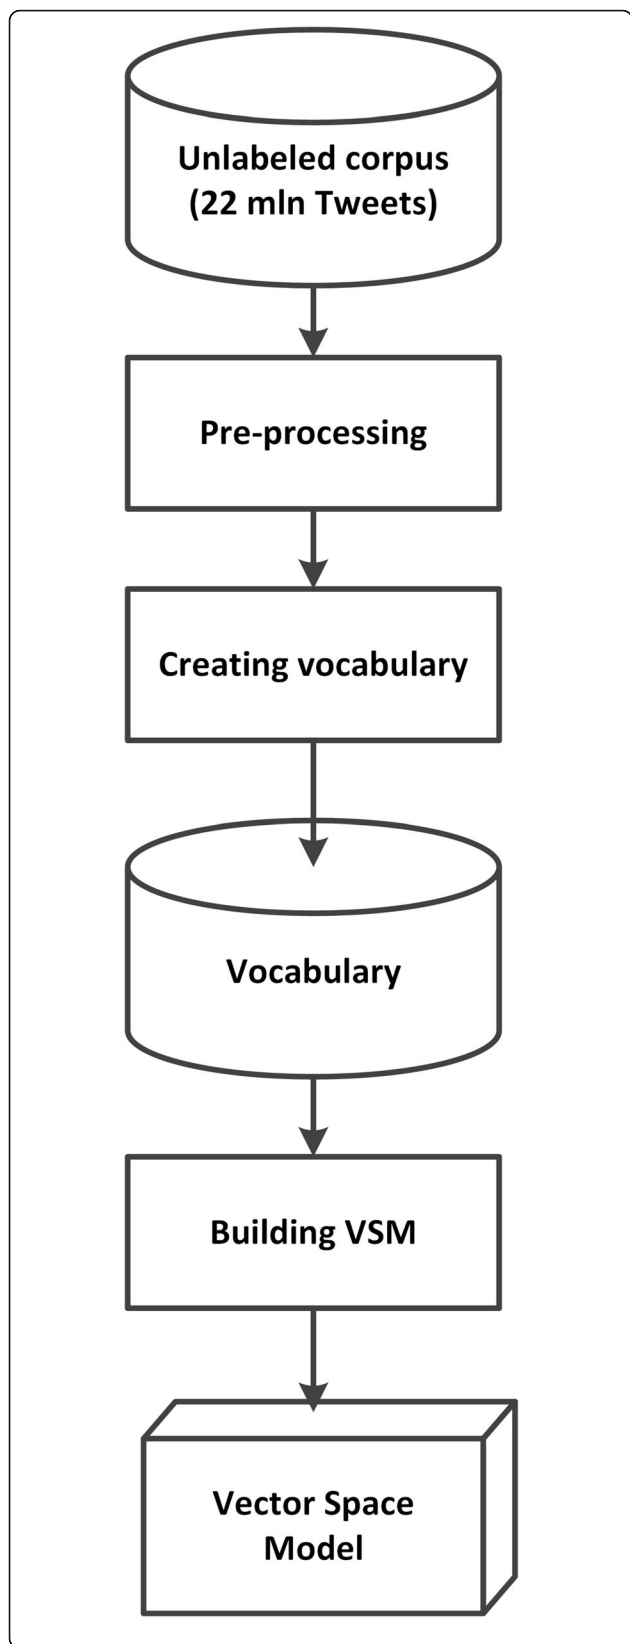 Unlabeled corpus
(22 mln Tweets)
Pre-processing
Creating vocabulary
Vocabulary
Building VSM
Vector Space
Model